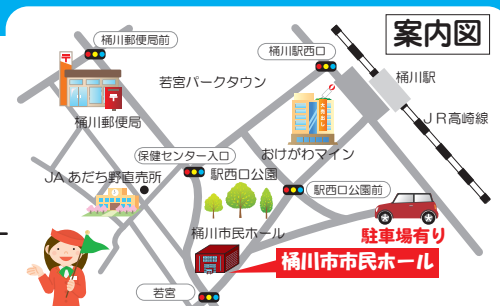 案内図
桶川郵便局前
桶川駅西口
桶川駅
若宮パークタウン
桶川郵便局
JR高崎線
保健センター入口
おけがわマイン
JAあだち野直売所
駅西口公園
駅西口公園前
桶川市民ホール
駐車場有り
桶川市市民ホール
若宮